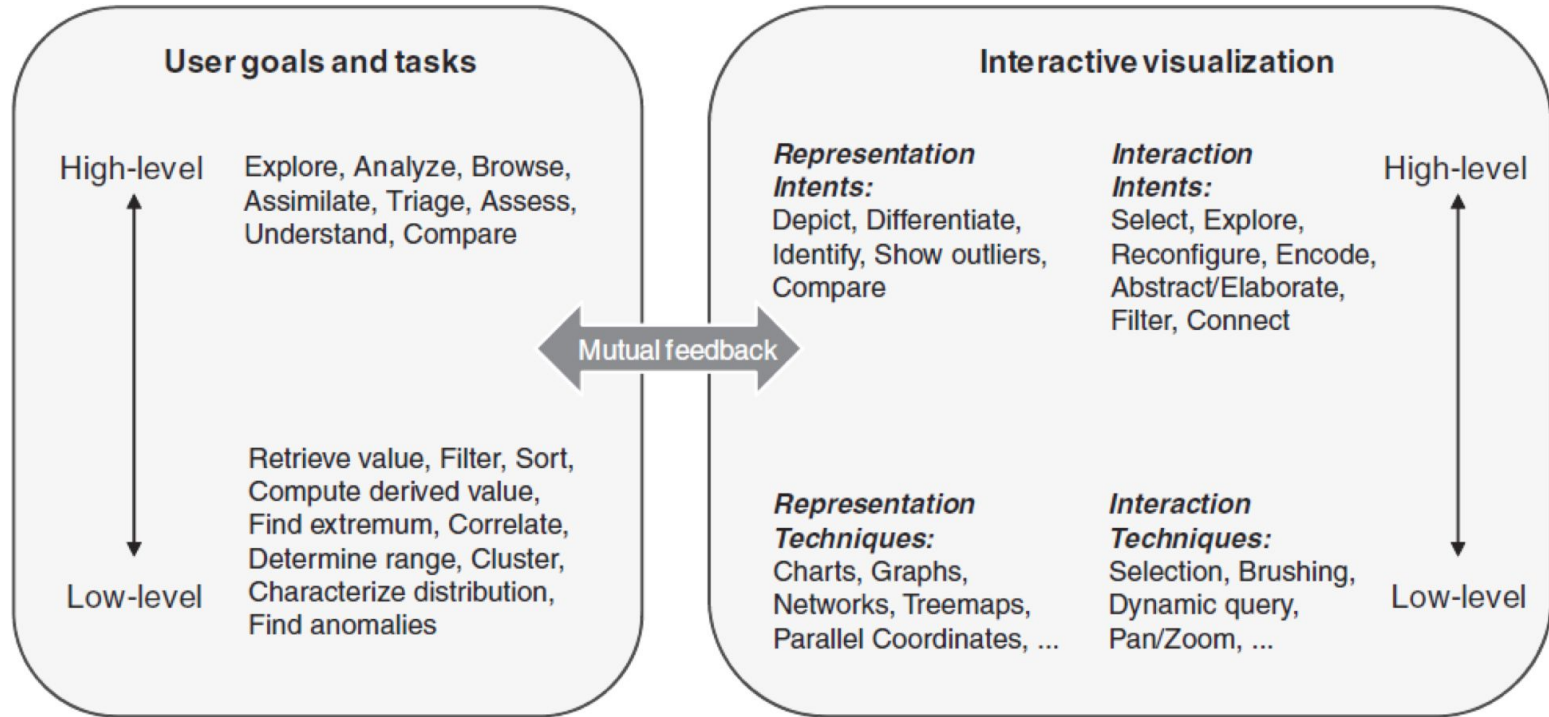 User goals and tasks
High-level
Explore, Analyze, Browse,
Assimilate, Triage, Assess,
Understand, Compare
Retrieve value, Filter, Sort,
Compute derived value,
Find extremum, Correlate,
Determine range, Cluster,
Characterize distribution,
Find anomalies
Low-level
Mutual feedback
Interactive visualization
Representation
Intents:
Depict, Differentiate,
Identify, Show outliers,
Compare
Interaction
Intents:
Select, Explore,
Reconfigure, Encode,
Abstract/Elaborate,
Filter, Connect
High-level
Representation
Techniques:
Charts, Graphs,
Networks, Treemaps,
Parallel Coordinates, ...
Interaction
Techniques:
Selection, Brushing,
Dynamic query,
Pan/Zoom, ...
Low-level